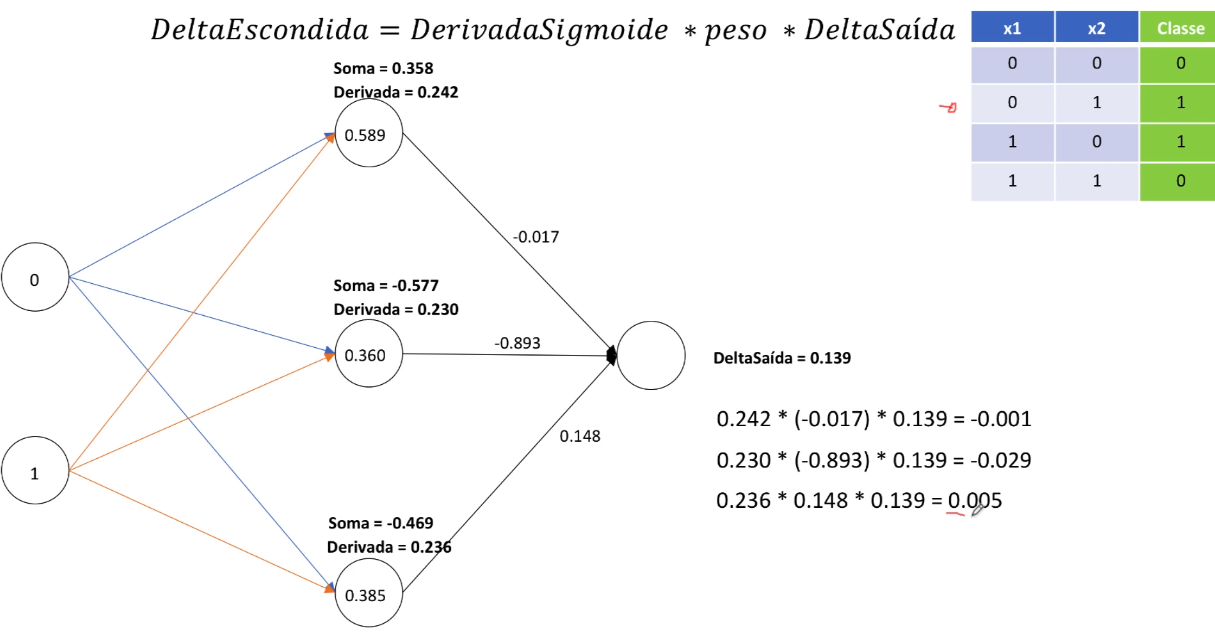 DeltaEscondida = DerivadaSigmoide * peso * DeltaSaída
x1 x2 Classe
0 0 0
0 1 1
1 0 1
1 1 0
Soma = 0.358
Derivada = 0.242
0.589
-0.017
0
Soma = -0.577
Derivada = 0.230
0.360
-0.893
DeltaSaída = 0.139
0.242 * (-0.017) * 0.139 = -0.001
0.230 * (-0.893) * 0.139 = -0.029
0.236 * 0.148 * 0.139 = 0.005
0.148
1
Soma = -0.469
Derivada = 0.236
0.385